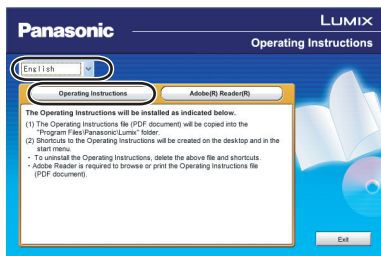 Panasonic
LUMIX
Operating Instructions
English
Operating Instructions
Adobe(R) Reader(R)
The Operating Instructions will be installed as indicated below.
(1) The Operating Instructions file (PDF document) will be copied into the
"Program Files\Panasonic\Lumix" folder.
(2) Shortcuts to the Operating Instructions will be created on the desktop and in the
start menu.
・ To uninstall the Operating Instructions, delete the above file and shortcuts.
・ Adobe Reader is required to browse or print the Operating Instructions file
(PDF document).
Exit